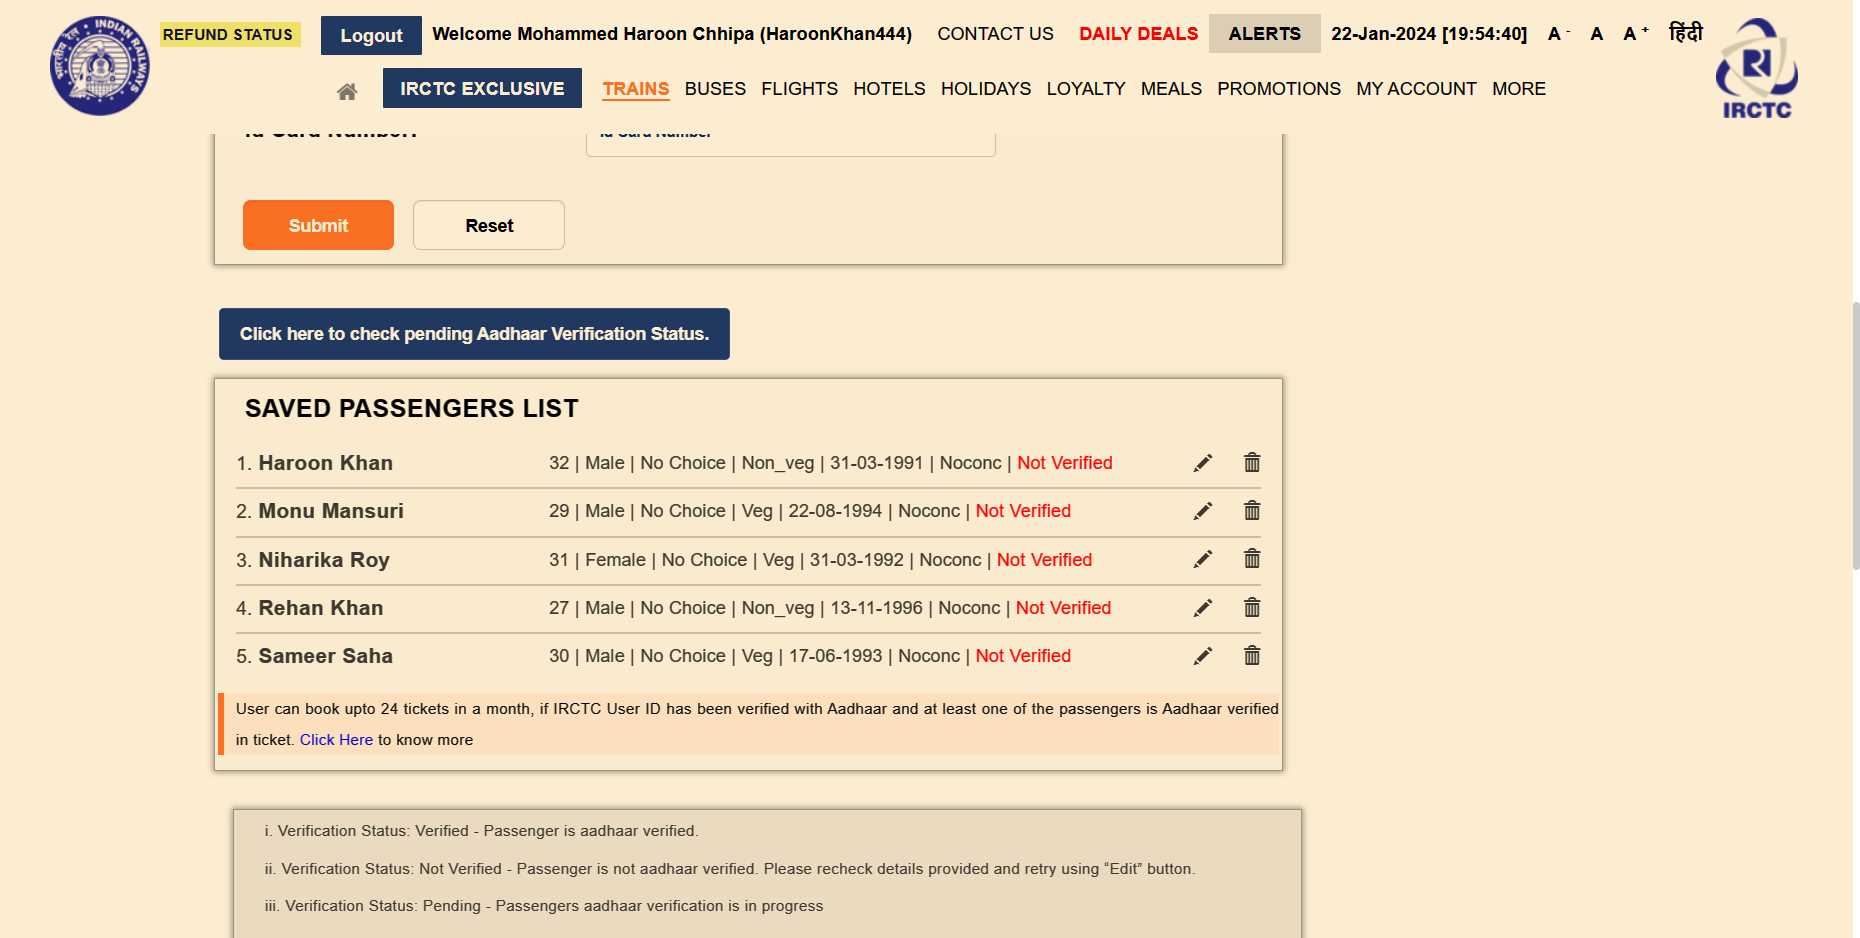 REFUND STATUS
Logout
Welcome Mohammed Haroon Chhipa (HaroonKhan444)
CONTACT US
DAILY DEALS
ALERTS
22-Jan-2024 [19:54:40]
A - A A + हिंदी
INDIAN RAILWAYS
भारतीय रेल
IRCTC EXCLUSIVE
TRAINS BUSES FLIGHTS HOTELS HOLIDAYS LOYALTY MEALS PROMOTIONS MY ACCOUNT MORE
IRCTC
Id Card Number:
Id Card Number
Submit
Reset
Click here to check pending Aadhaar Verification Status.
SAVED PASSENGERS LIST
1. Haroon Khan 32 | Male | No Choice | Non_veg | 31-03-1991 | Noconc | Not Verified
2. Monu Mansuri 29 | Male | No Choice | Veg | 22-08-1994 | Noconc | Not Verified
3. Niharika Roy 31 | Female | No Choice | Veg | 31-03-1992 | Noconc | Not Verified
4. Rehan Khan 27 | Male | No Choice | Non_veg | 13-11-1996 | Noconc | Not Verified
5. Sameer Saha 30 | Male | No Choice | Veg | 17-06-1993 | Noconc | Not Verified
User can book upto 24 tickets in a month, if IRCTC User ID has been verified with Aadhaar and at least one of the passengers is Aadhaar verified
in ticket. Click Here to know more
i. Verification Status: Verified - Passenger is aadhaar verified.
ii. Verification Status: Not Verified - Passenger is not aadhaar verified. Please recheck details provided and retry using “Edit” button.
iii. Verification Status: Pending - Passengers aadhaar verification is in progress